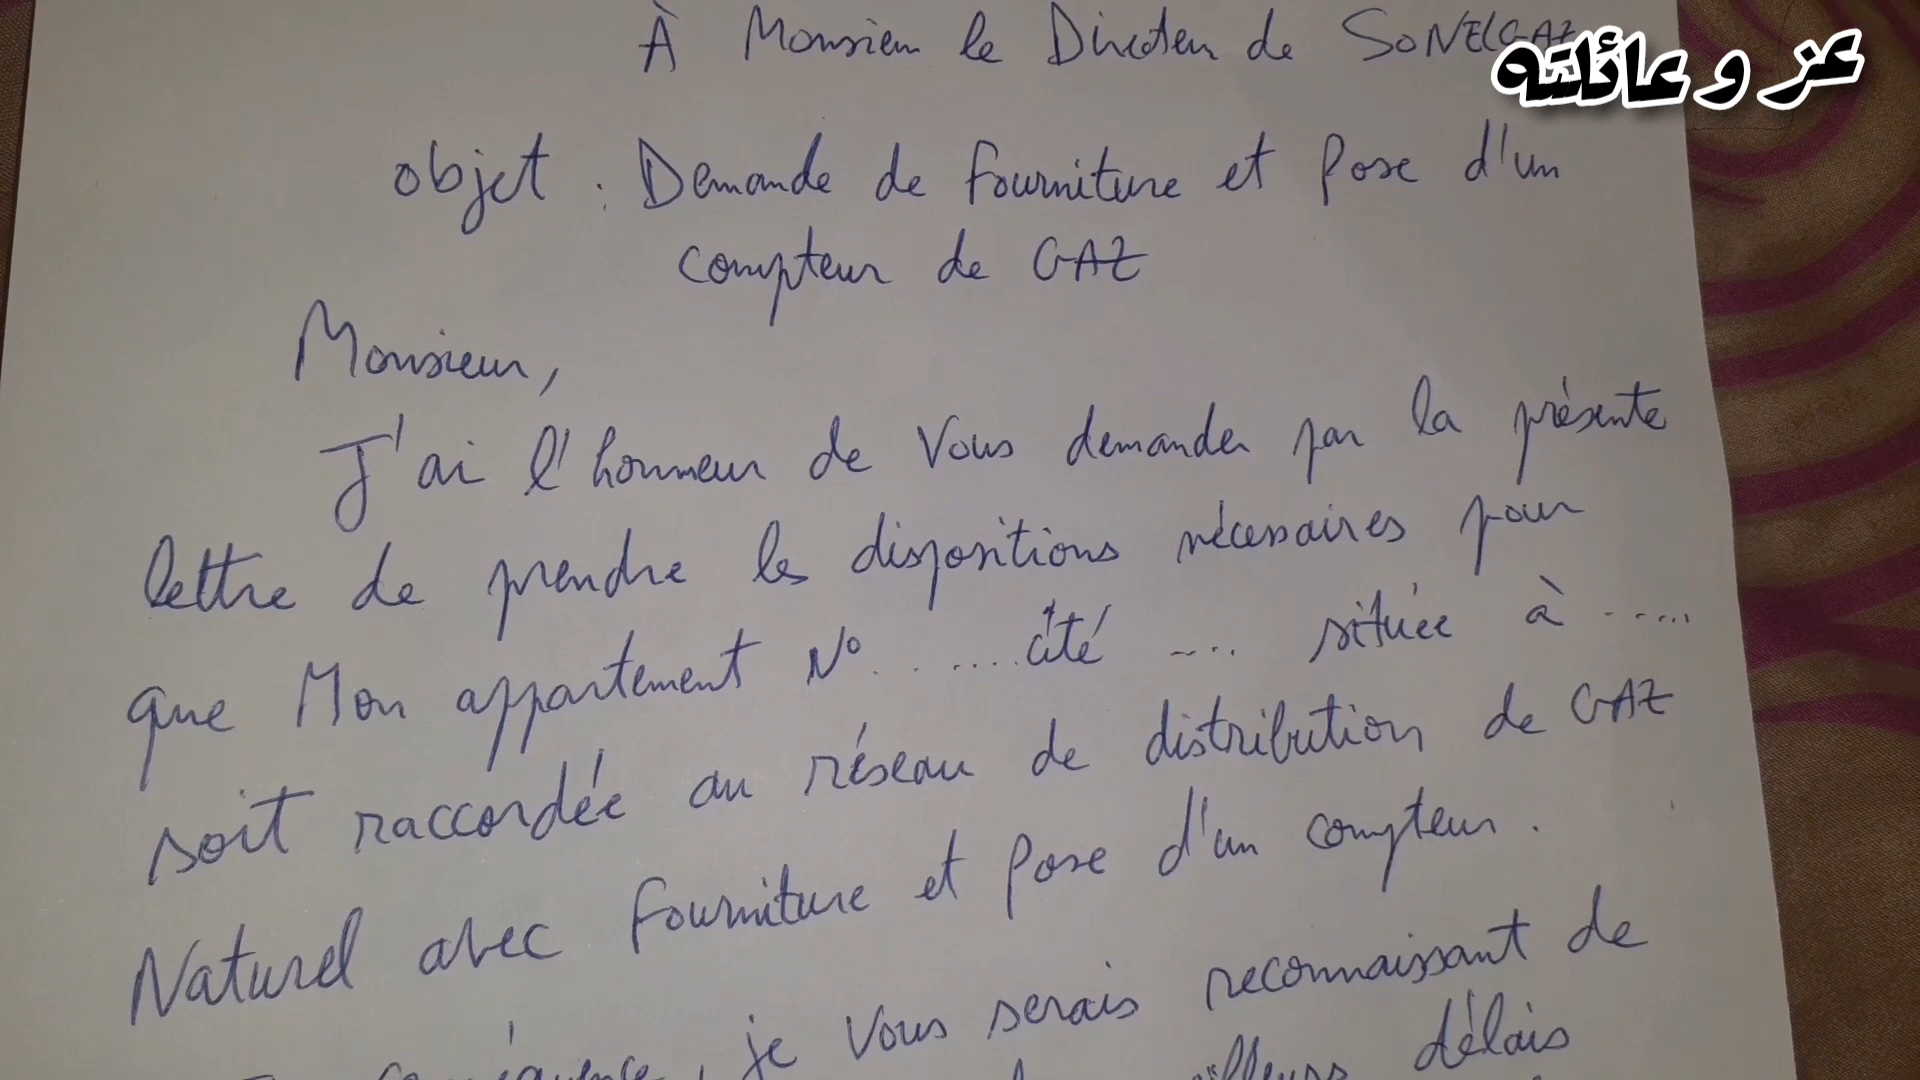 À Monsieur le Directeur de SONELGAZ
عز و عائلته
objet : Demande de fourniture et Pose d'un
compteur de GAZ
Monsieur,
J'ai l'honneur de Vous demander par la présente
lettre de prendre les dispositions nécessaires pour
que Mon appartement N° ....... cité .... située à .....
soit raccordée au réseau de distribution de GAZ
Naturel avec fourniture et Pose d'un compteur.
conséquence, je Vous serais reconnaissant de
délais